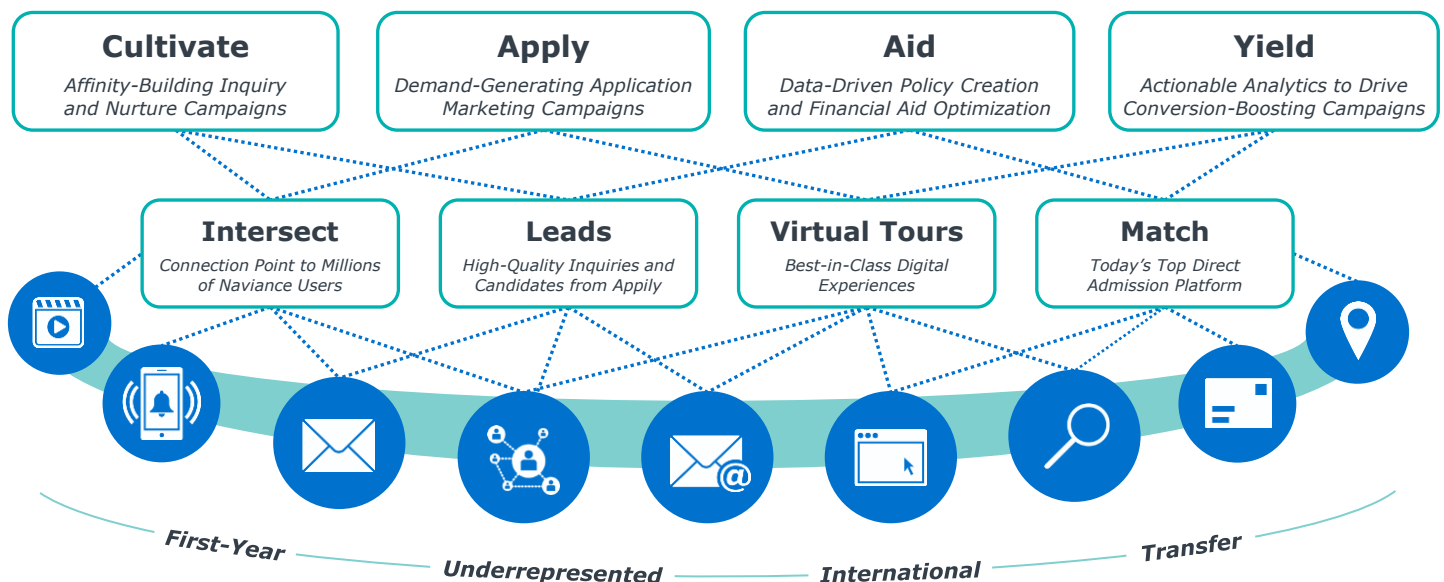 Cultivate
Affinity-Building Inquiry
and Nurture Campaigns
Apply
Demand-Generating Application
Marketing Campaigns
Aid
Data-Driven Policy Creation
and Financial Aid Optimization
Yield
Actionable Analytics to Drive
Conversion-Boosting Campaigns
Intersect
Connection Point to Millions
of Naviance Users
Leads
High-Quality Inquiries and
Candidates from Appily
Virtual Tours
Best-in-Class Digital
Experiences
Match
Today’s Top Direct
Admission Platform
@
First-Year
Underrepresented
International
Transfer